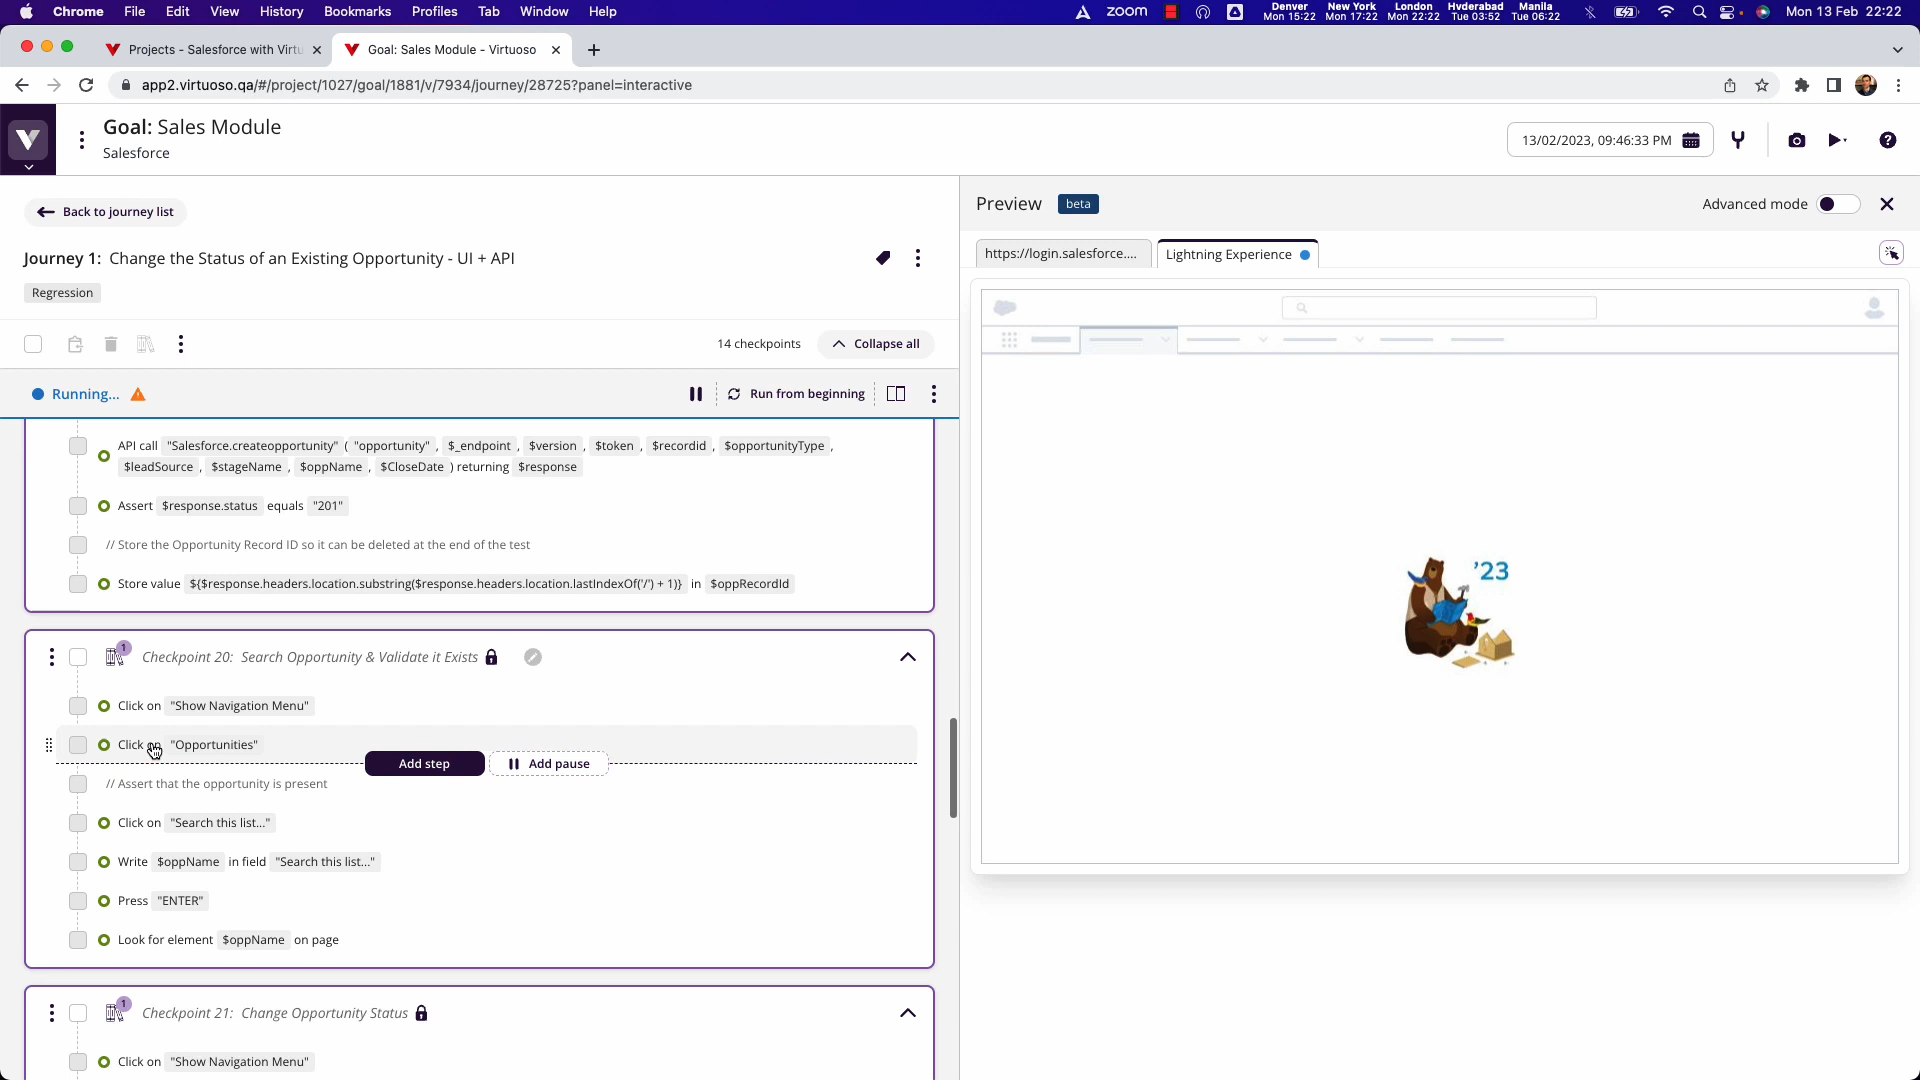 Chrome File Edit View History Bookmarks Profiles Tab Window Help
zoom
Denver Mon 15:22
New York Mon 17:22
London Mon 22:22
Hyderabad Tue 03:52
Manila Tue 06:22
Mon 13 Feb 22:22
Projects - Salesforce with Virtu
Goal: Sales Module - Virtuoso
app2.virtuoso.qa/#/project/1027/goal/1881/v/7934/journey/28725?panel=interactive
Goal: Sales Module
Salesforce
13/02/2023, 09:46:33 PM
Back to journey list
Journey 1: Change the Status of an Existing Opportunity - UI + API
Regression
14 checkpoints
Collapse all
Running...
Run from beginning
API call "Salesforce.createopportunity" ( "opportunity" , $_endpoint , $version , $token , $recordid , $opportunityType ,
$leadSource , $stageName , $oppName , $CloseDate ) returning $response
Assert $response.status equals "201"
// Store the Opportunity Record ID so it can be deleted at the end of the test
Store value ${$response.headers.location.substring($response.headers.location.lastIndexOf('/') + 1)} in $oppRecordId
1
Checkpoint 20: Search Opportunity & Validate it Exists
Click on "Show Navigation Menu"
Click on "Opportunities"
Add step
Add pause
// Assert that the opportunity is present
Click on "Search this list..."
Write $oppName in field "Search this list..."
Press "ENTER"
Look for element $oppName on page
1
Checkpoint 21: Change Opportunity Status
Click on "Show Navigation Menu"
Preview beta
Advanced mode
https://login.salesforce....
Lightning Experience
'23